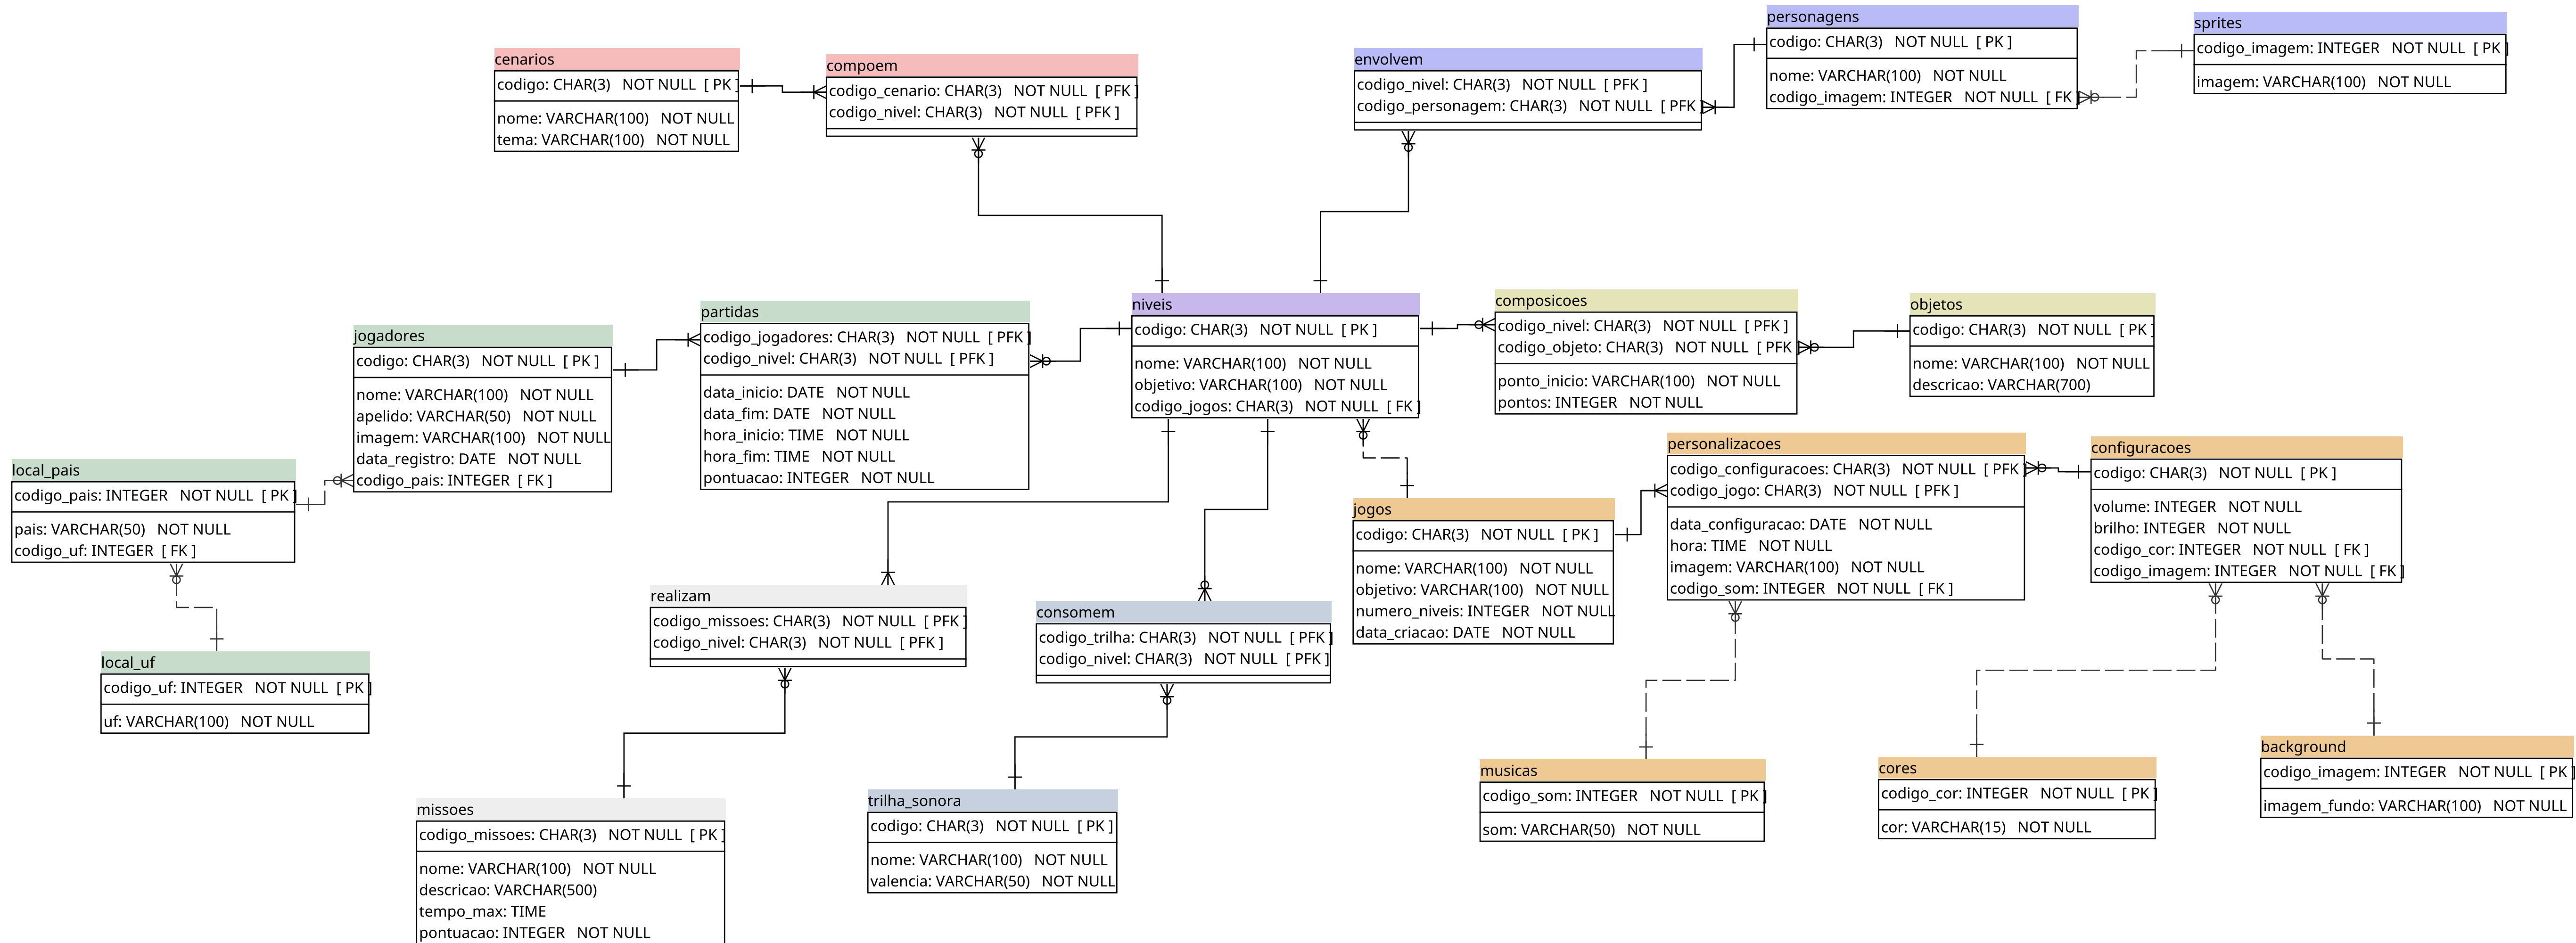 cenarios
codigo: CHAR(3) NOT NULL [ PK ]
nome: VARCHAR(100) NOT NULL
tema: VARCHAR(100) NOT NULL
compoem
codigo_cenario: CHAR(3) NOT NULL [ PFK ]
codigo_nivel: CHAR(3) NOT NULL [ PFK ]
envolvem
codigo_nivel: CHAR(3) NOT NULL [ PFK ]
codigo_personagem: CHAR(3) NOT NULL [ PFK ]
personagens
codigo: CHAR(3) NOT NULL [ PK ]
nome: VARCHAR(100) NOT NULL
codigo_imagem: INTEGER NOT NULL [ FK ]
sprites
codigo_imagem: INTEGER NOT NULL [ PK ]
imagem: VARCHAR(100) NOT NULL
local_pais
codigo_pais: INTEGER NOT NULL [ PK ]
pais: VARCHAR(50) NOT NULL
codigo_uf: INTEGER [ FK ]
jogadores
codigo: CHAR(3) NOT NULL [ PK ]
nome: VARCHAR(100) NOT NULL
apelido: VARCHAR(50) NOT NULL
imagem: VARCHAR(100) NOT NULL
data_registro: DATE NOT NULL
codigo_pais: INTEGER [ FK ]
partidas
codigo_jogadores: CHAR(3) NOT NULL [ PFK ]
codigo_nivel: CHAR(3) NOT NULL [ PFK ]
data_inicio: DATE NOT NULL
data_fim: DATE NOT NULL
hora_inicio: TIME NOT NULL
hora_fim: TIME NOT NULL
pontuacao: INTEGER NOT NULL
niveis
codigo: CHAR(3) NOT NULL [ PK ]
nome: VARCHAR(100) NOT NULL
objetivo: VARCHAR(100) NOT NULL
codigo_jogos: CHAR(3) NOT NULL [ FK ]
composicoes
codigo_nivel: CHAR(3) NOT NULL [ PFK ]
codigo_objeto: CHAR(3) NOT NULL [ PFK ]
ponto_inicio: VARCHAR(100) NOT NULL
pontos: INTEGER NOT NULL
objetos
codigo: CHAR(3) NOT NULL [ PK ]
nome: VARCHAR(100) NOT NULL
descricao: VARCHAR(700)
personalizacoes
codigo_configuracoes: CHAR(3) NOT NULL [ PFK ]
codigo_jogo: CHAR(3) NOT NULL [ PFK ]
data_configuracao: DATE NOT NULL
hora: TIME NOT NULL
imagem: VARCHAR(100) NOT NULL
codigo_som: INTEGER NOT NULL [ FK ]
configuracoes
codigo: CHAR(3) NOT NULL [ PK ]
volume: INTEGER NOT NULL
brilho: INTEGER NOT NULL
codigo_cor: INTEGER NOT NULL [ FK ]
codigo_imagem: INTEGER NOT NULL [ FK ]
jogos
codigo: CHAR(3) NOT NULL [ PK ]
nome: VARCHAR(100) NOT NULL
objetivo: VARCHAR(100) NOT NULL
numero_niveis: INTEGER NOT NULL
data_criacao: DATE NOT NULL
local_uf
codigo_uf: INTEGER NOT NULL [ PK ]
uf: VARCHAR(100) NOT NULL
realizam
codigo_missoes: CHAR(3) NOT NULL [ PFK ]
codigo_nivel: CHAR(3) NOT NULL [ PFK ]
consomem
codigo_trilha: CHAR(3) NOT NULL [ PFK ]
codigo_nivel: CHAR(3) NOT NULL [ PFK ]
missoes
codigo_missoes: CHAR(3) NOT NULL [ PK ]
nome: VARCHAR(100) NOT NULL
descricao: VARCHAR(500)
tempo_max: TIME
pontuacao: INTEGER NOT NULL
trilha_sonora
codigo: CHAR(3) NOT NULL [ PK ]
nome: VARCHAR(100) NOT NULL
valencia: VARCHAR(50) NOT NULL
musicas
codigo_som: INTEGER NOT NULL [ PK ]
som: VARCHAR(50) NOT NULL
cores
codigo_cor: INTEGER NOT NULL [ PK ]
cor: VARCHAR(15) NOT NULL
background
codigo_imagem: INTEGER NOT NULL [ PK ]
imagem_fundo: VARCHAR(100) NOT NULL